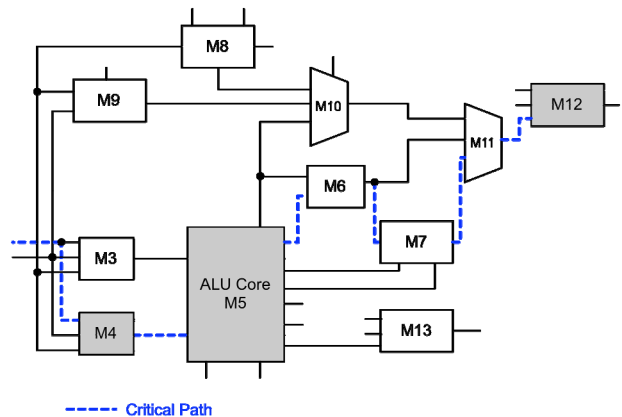 M8
M9
M10
M12
M11
M6
M7
M3
ALU Core
M5
M4
M13
Critical Path